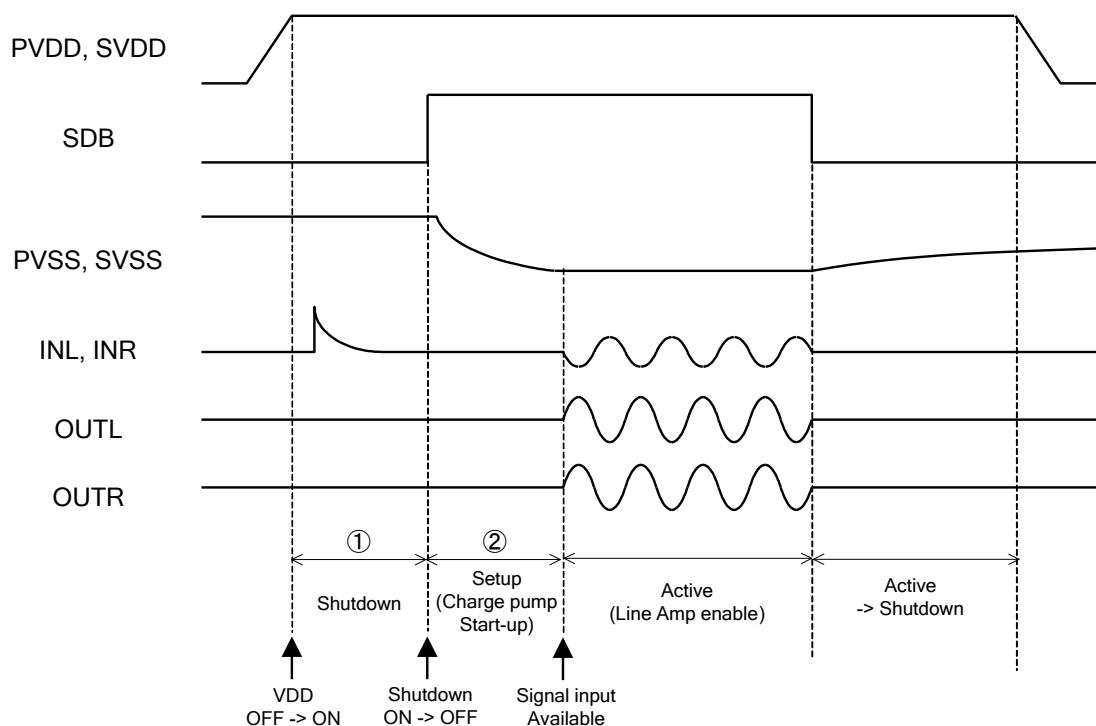 PVDD, SVDD
SDB
PVSS, SVSS
INL, INR
OUTL
OUTR
①
②
Shutdown
Setup
(Charge pump
Start-up)
Active
(Line Amp enable)
Active
-> Shutdown
VDD
OFF -> ON
Shutdown
ON -> OFF
Signal input
Available